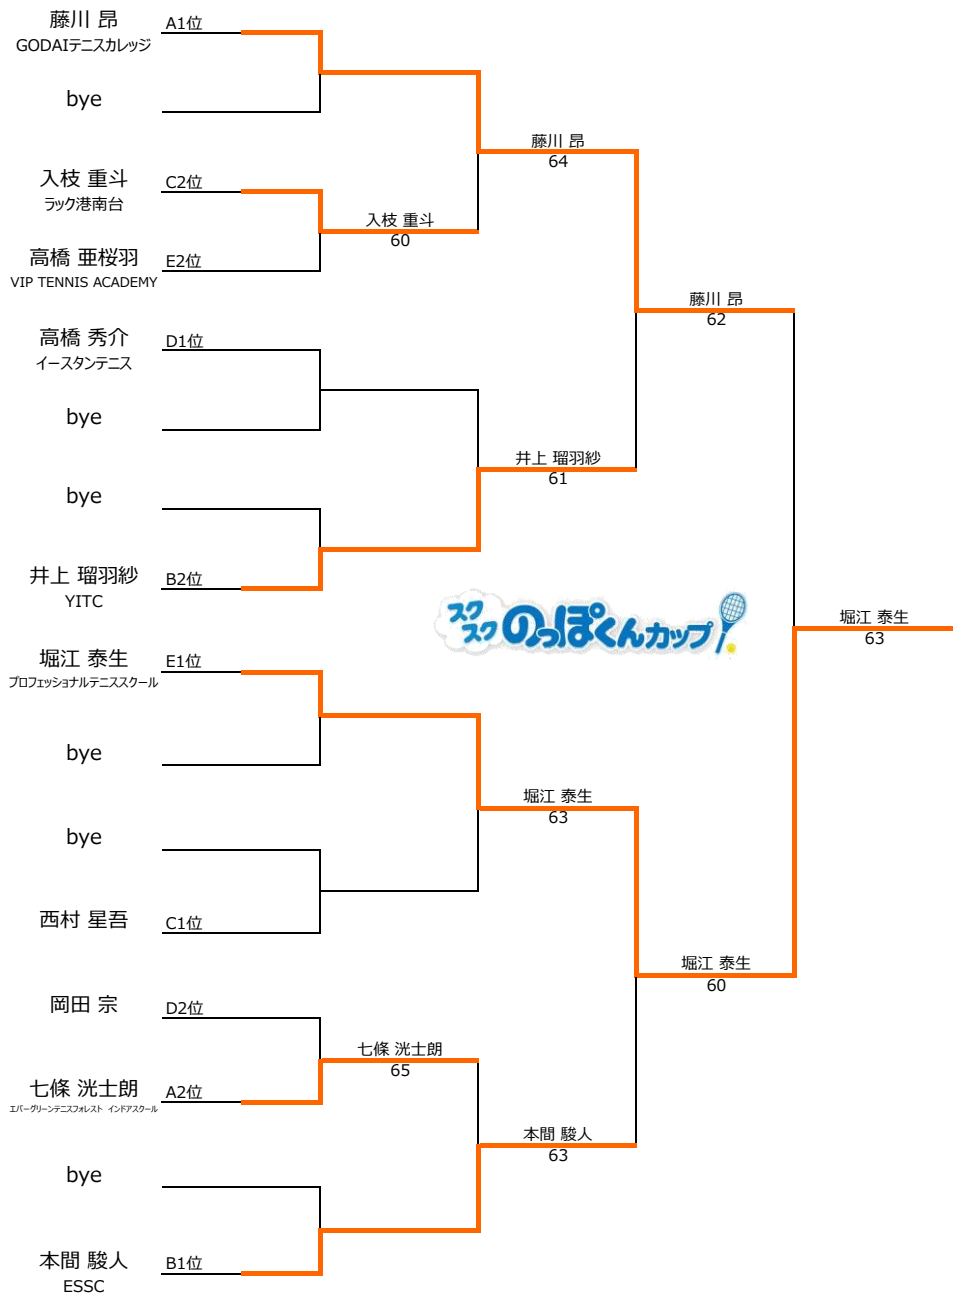 藤川 昂
A1位
GODAIテニスカレッジ
bye
藤川 昂
64
入枝 重斗
C2位
ラック港南台
入枝 重斗
60
高橋 亜桜羽
E2位
VIP TENNIS ACADEMY
藤川 昂
62
高橋 秀介
D1位
イースタンテニス
bye
井上 瑠羽紗
61
bye
井上 瑠羽紗
B2位
YITC
スクスク のっぽくんカップ
堀江 泰生
63
堀江 泰生
E1位
プロフェッショナルテニススクール
bye
堀江 泰生
63
bye
西村 星吾
C1位
堀江 泰生
60
岡田 宗
D2位
七條 洸士朗
65
七條 洸士朗
A2位
エバーグリーンテニスフォレスト インドアスクール
本間 駿人
63
bye
本間 駿人
B1位
ESSC